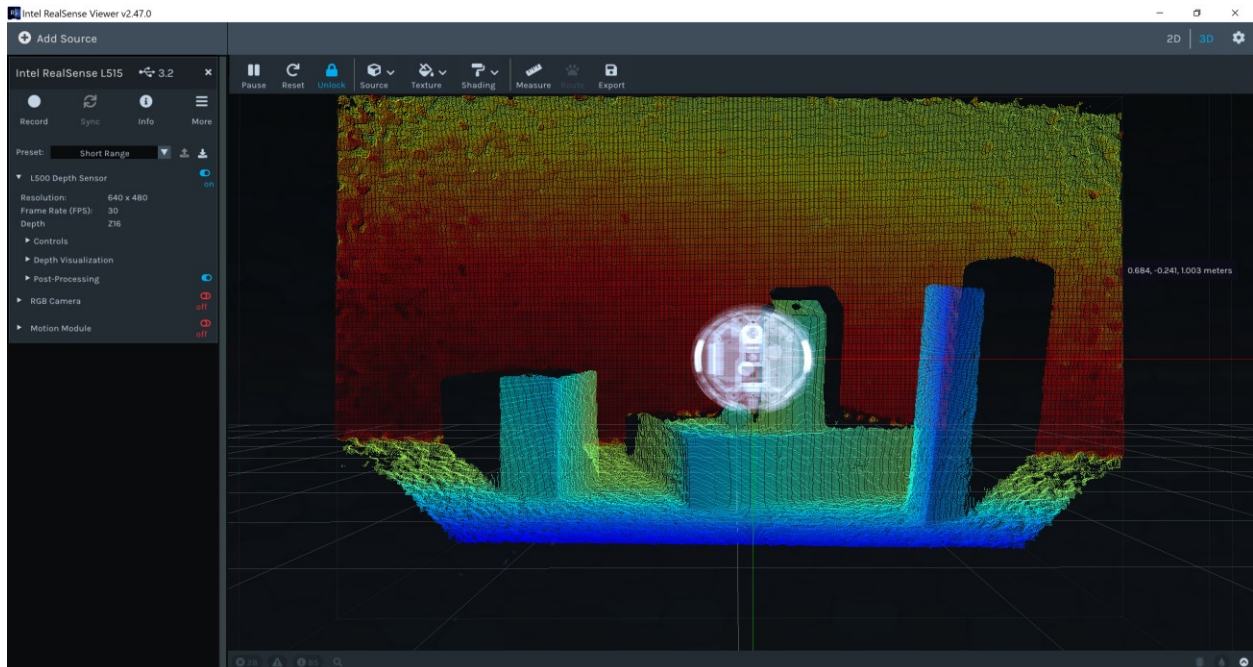 Intel RealSense Viewer v2.47.0
Add Source
2D 3D
Intel RealSense L515 3.2
Record Sync Info More
Preset: Short Range
L500 Depth Sensor
on
Resolution: 640 x 480
Frame Rate (FPS): 30
Depth Z16
Controls
Depth Visualization
Post-Processing
RGB Camera
off
Motion Module
off
Pause Reset Unlock Source Texture Shading Measure Route Export
0.684, -0.241, 1.003 meters